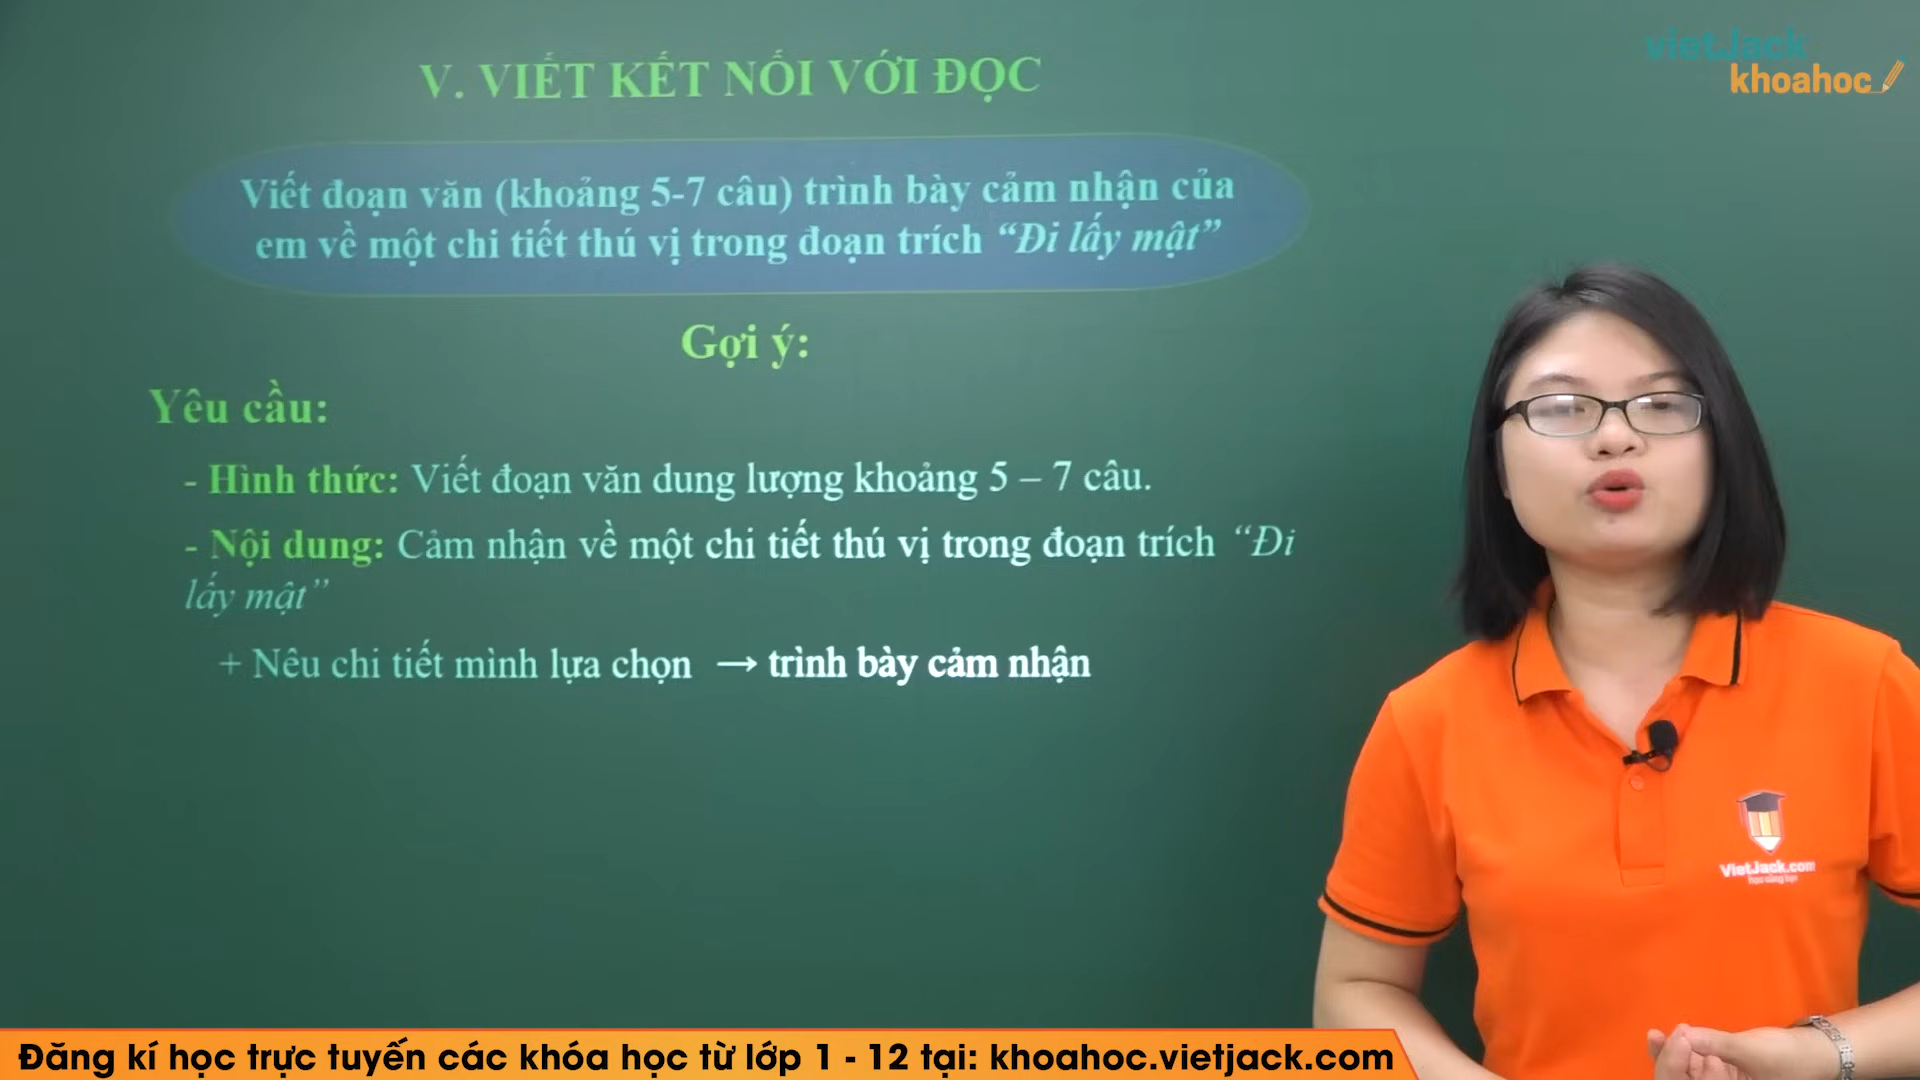 vietJack
khoahoc
V. VIẾT KẾT NỐI VỚI ĐỌC
Viết đoạn văn (khoảng 5-7 câu) trình bày cảm nhận của
em về một chi tiết thú vị trong đoạn trích “Đi lấy mật”
Gợi ý:
Yêu cầu:
- Hình thức: Viết đoạn văn dung lượng khoảng 5 – 7 câu.
- Nội dung: Cảm nhận về một chi tiết thú vị trong đoạn trích “Đi
lấy mật”
+ Nêu chi tiết mình lựa chọn → trình bày cảm nhận
VietJack.com
Đăng kí học trực tuyến các khóa học từ lớp 1 - 12 tại: khoahoc.vietjack.com